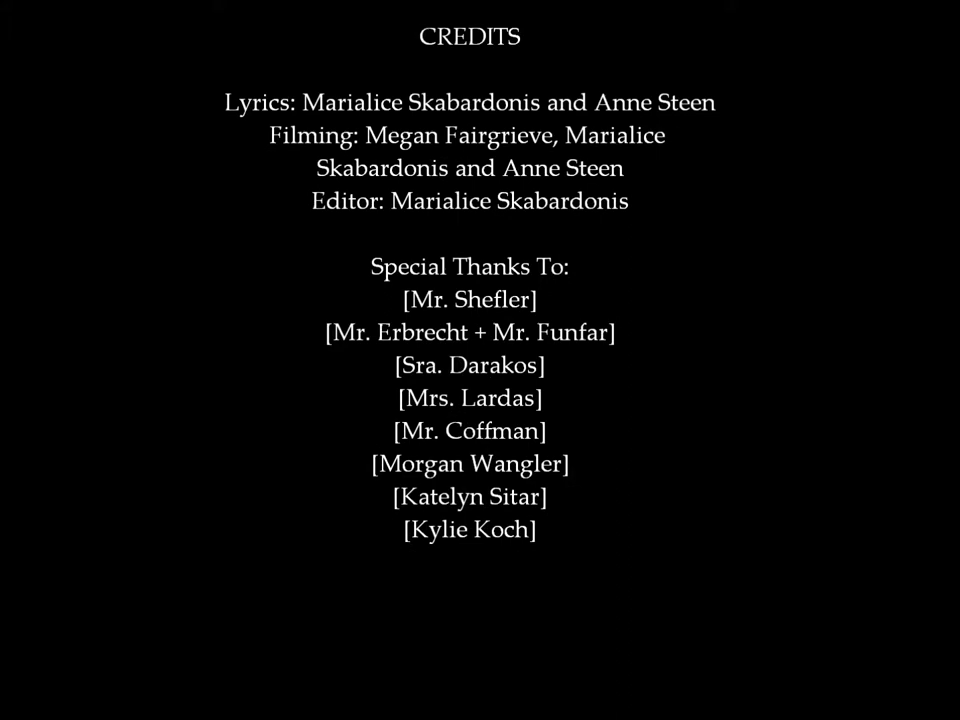 CREDITS
Lyrics: Marialice Skabardonis and Anne Steen
Filming: Megan Fairgrieve, Marialice
Skabardonis and Anne Steen
Editor: Marialice Skabardonis
Special Thanks To:
[Mr. Shefler]
[Mr. Erbrecht + Mr. Funfar]
[Sra. Darakos]
[Mrs. Lardas]
[Mr. Coffman]
[Morgan Wangler]
[Katelyn Sitar]
[Kylie Koch]